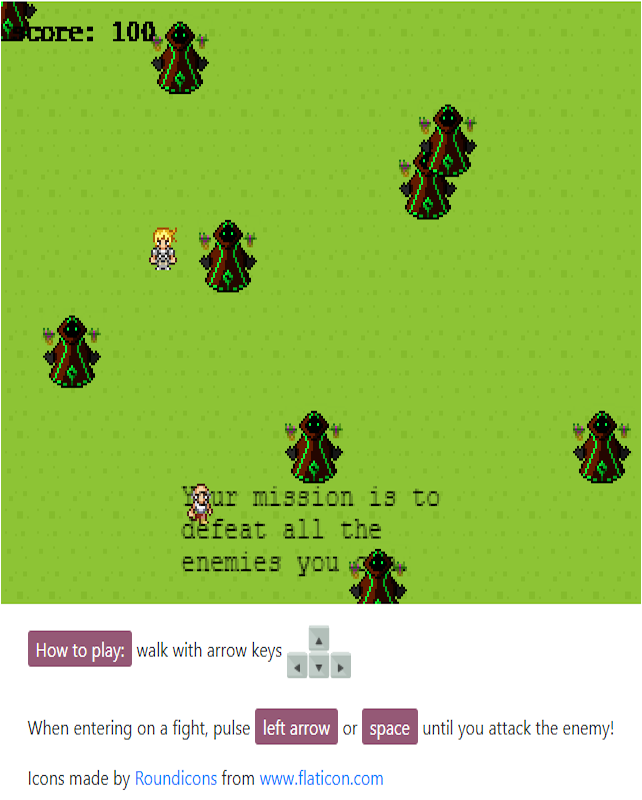 core: 100
Your mission is to
defeat all the
enemies you
How to play: walk with arrow keys
When entering on a fight, pulse left arrow or space until you attack the enemy!
Icons made by Roundicons from www.flaticon.com